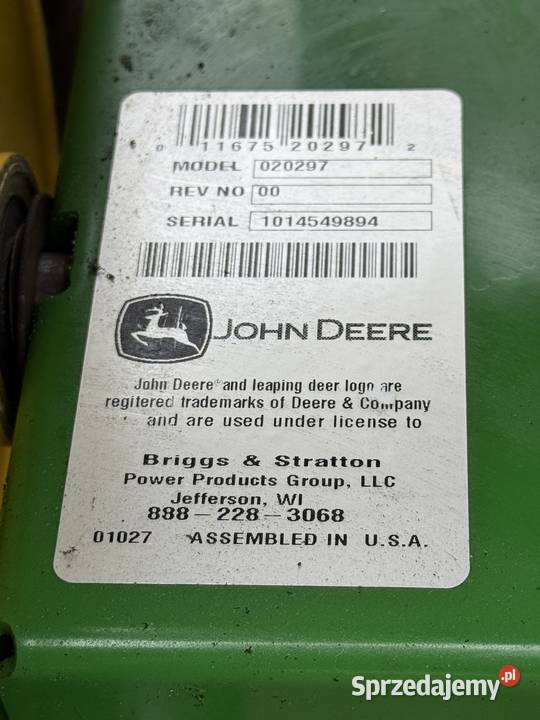 0 11675 20297 2
MODEL 020297
REV NO 00
SERIAL 1014549894
JOHN DEERE
John Deere® and leaping deer logo are
regitered trademarks of Deere & Company
and are used under license to
Briggs & Stratton
Power Products Group, LLC
Jefferson, WI
888-228-3068
01027 ASSEMBLED IN U.S.A.
Sprzedajemy.pl